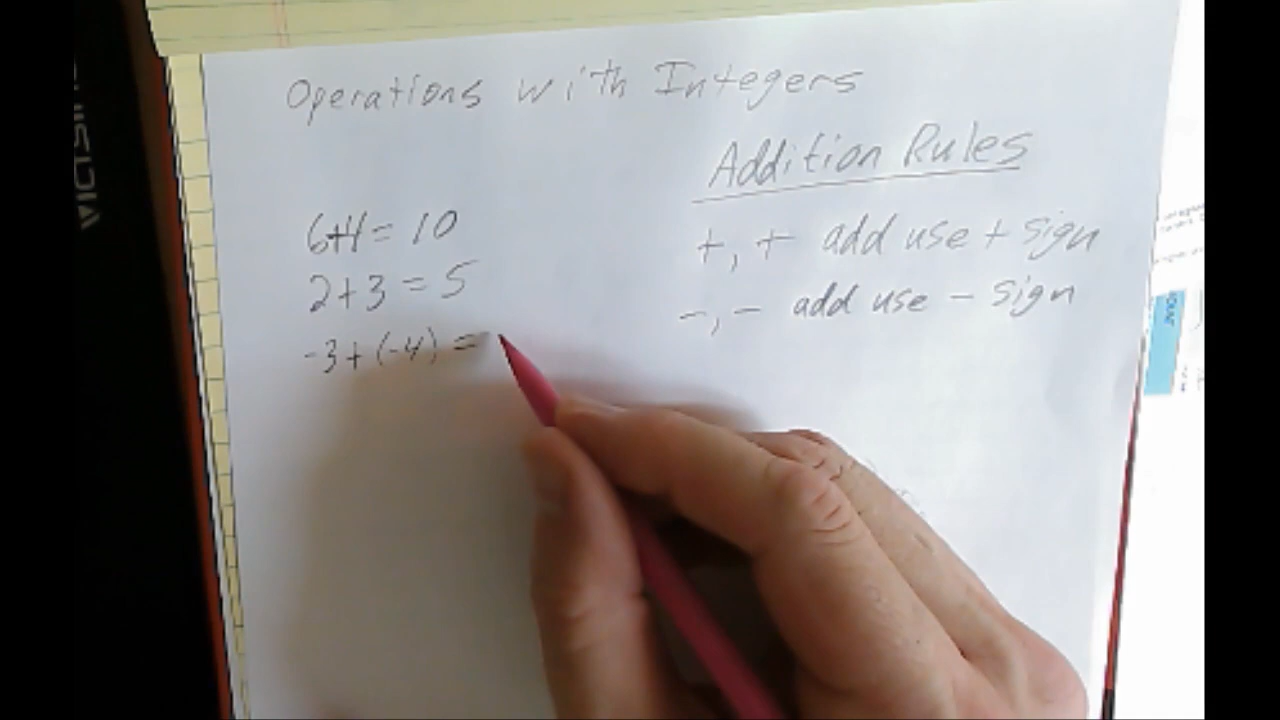 Operations with Integers
Addition Rules
6+4 = 10
2+3 = 5
-3+(-4) =
+, + add use + sign
-, - add use - sign